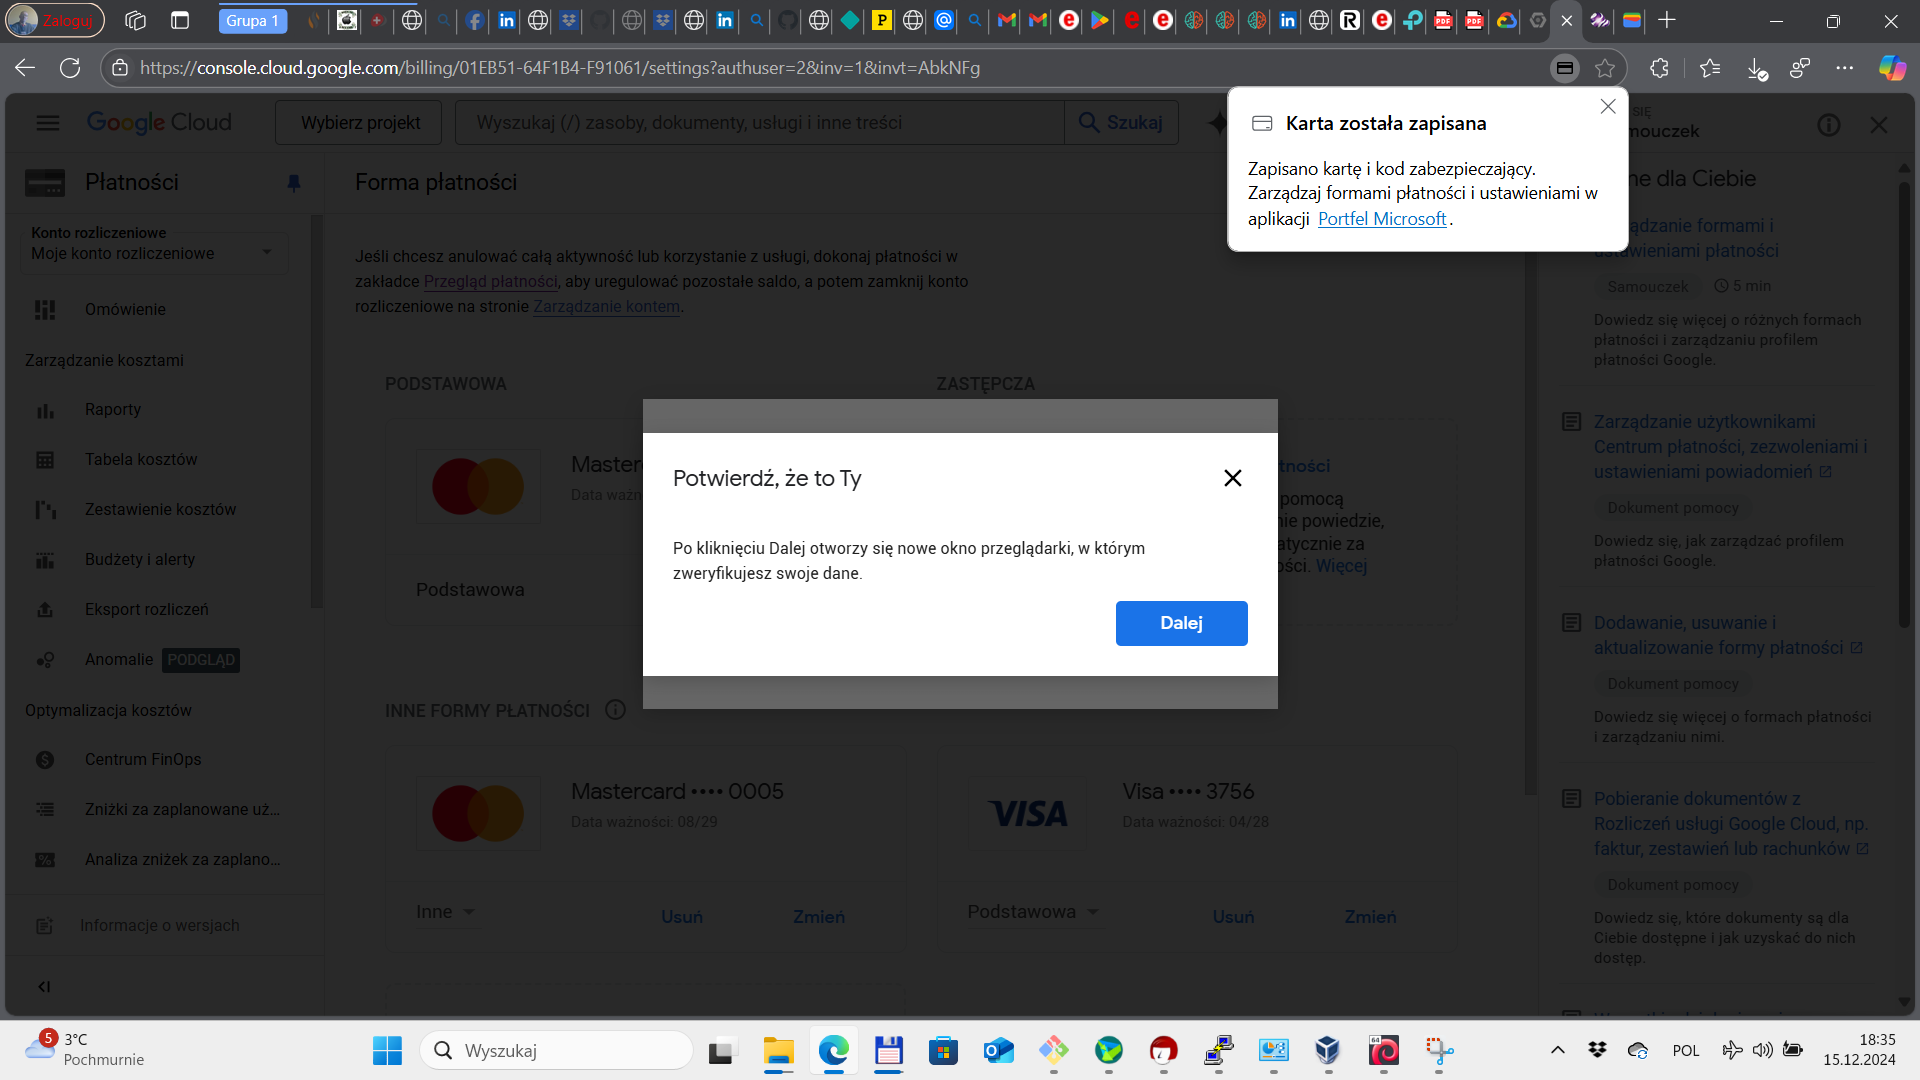 Zaloguj
Grupa 1
https://console.cloud.google.com/billing/01EB51-64F1B4-F91061/settings?authuser=2&inv=1&invt=AbkNFg
Google Cloud
Wybierz projekt
Wyszukaj (/) zasoby, dokumenty, usługi i inne treści
Szukaj
Karta została zapisana
Zapisano kartę i kod zabezpieczający.
Zarządzaj formami płatności i ustawieniami w
aplikacji Portfel Microsoft.
SIĘ
Płatności
Konto rozliczeniowe
Moje konto rozliczeniowe
Omówienie
Zarządzanie kosztami
Raporty
Tabela kosztów
Zestawienie kosztów
Budżety i alerty
Eksport rozliczeń
Anomalie PODGLĄD
Optymalizacja kosztów
Centrum FinOps
Zniżki za zaplanowane uż...
Analiza zniżek za zaplano...
Informacje o wersjach
Forma płatności
Jeśli chcesz anulować całą aktywność lub korzystanie z usługi, dokonaj płatności w
zakładce Przegląd płatności, aby uregulować pozostałe saldo, a potem zamknij konto
rozliczeniowe na stronie Zarządzanie kontem.
PODSTAWOWA
ZASTĘPCZA
Master
Data ważn
Podstawowa
pomocą
nie powiedzie,
atycznie za
ości. Więcej
Potwierdź, że to Ty
Po kliknięciu Dalej otworzy się nowe okno przeglądarki, w którym
zweryfikujesz swoje dane.
Dalej
INNE FORMY PŁATNOŚCI
Mastercard •••• 0005
Data ważności: 08/29
Inne
Usuń
Zmień
VISA
Visa •••• 3756
Data ważności: 04/28
Podstawowa
Usuń
Zmień
ne dla Ciebie
ądzanie formami i
ustawieniami płatności
Samouczek
5 min
Dowiedz się więcej o różnych formach
płatności i zarządzaniu profilem
płatności Google.
Zarządzanie użytkownikami
Centrum płatności, zezwoleniami i
ustawieniami powiadomień
Dokument pomocy
Dowiedz się, jak zarządzać profilem
płatności Google.
Dodawanie, usuwanie i
aktualizowanie formy płatności
Dokument pomocy
Dowiedz się więcej o formach płatności
i zarządzaniu nimi.
Pobieranie dokumentów z
Rozliczeń usługi Google Cloud, np.
faktur, zestawień lub rachunków
Dokument pomocy
Dowiedz się, które dokumenty są dla
Ciebie dostępne i jak uzyskać do nich
dostęp.
5
3°C
Pochmurnie
Wyszukaj
POL
18:35
15.12.2024